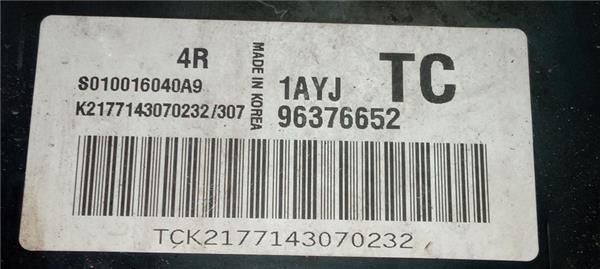 4R
S010016040A9
K2177143070232/307
MADE IN KOREA
1AYJ TC
96376652
TCK2177143070232